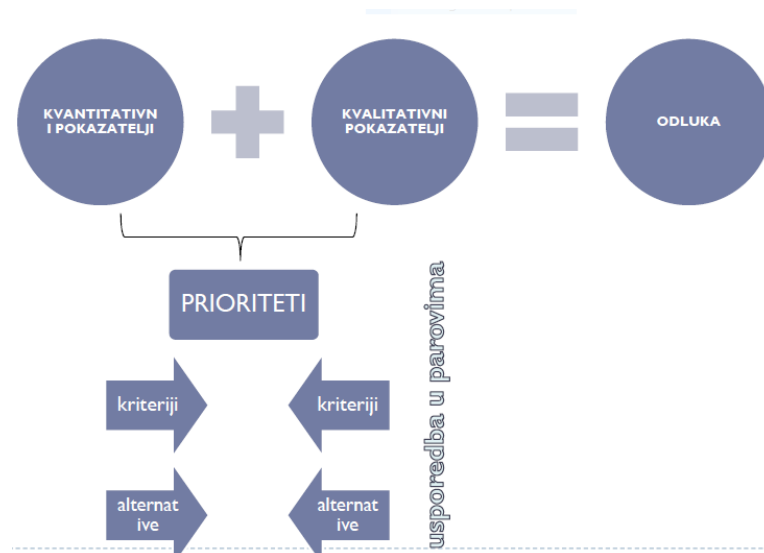 KVANTITATIVN
I POKAZATELJI
KVALITATIVNI
POKAZATELJI
ODLUKA
PRIORITETI
kriteriji
kriteriji
alternat
ive
alternat
ive
usporedba u parovima